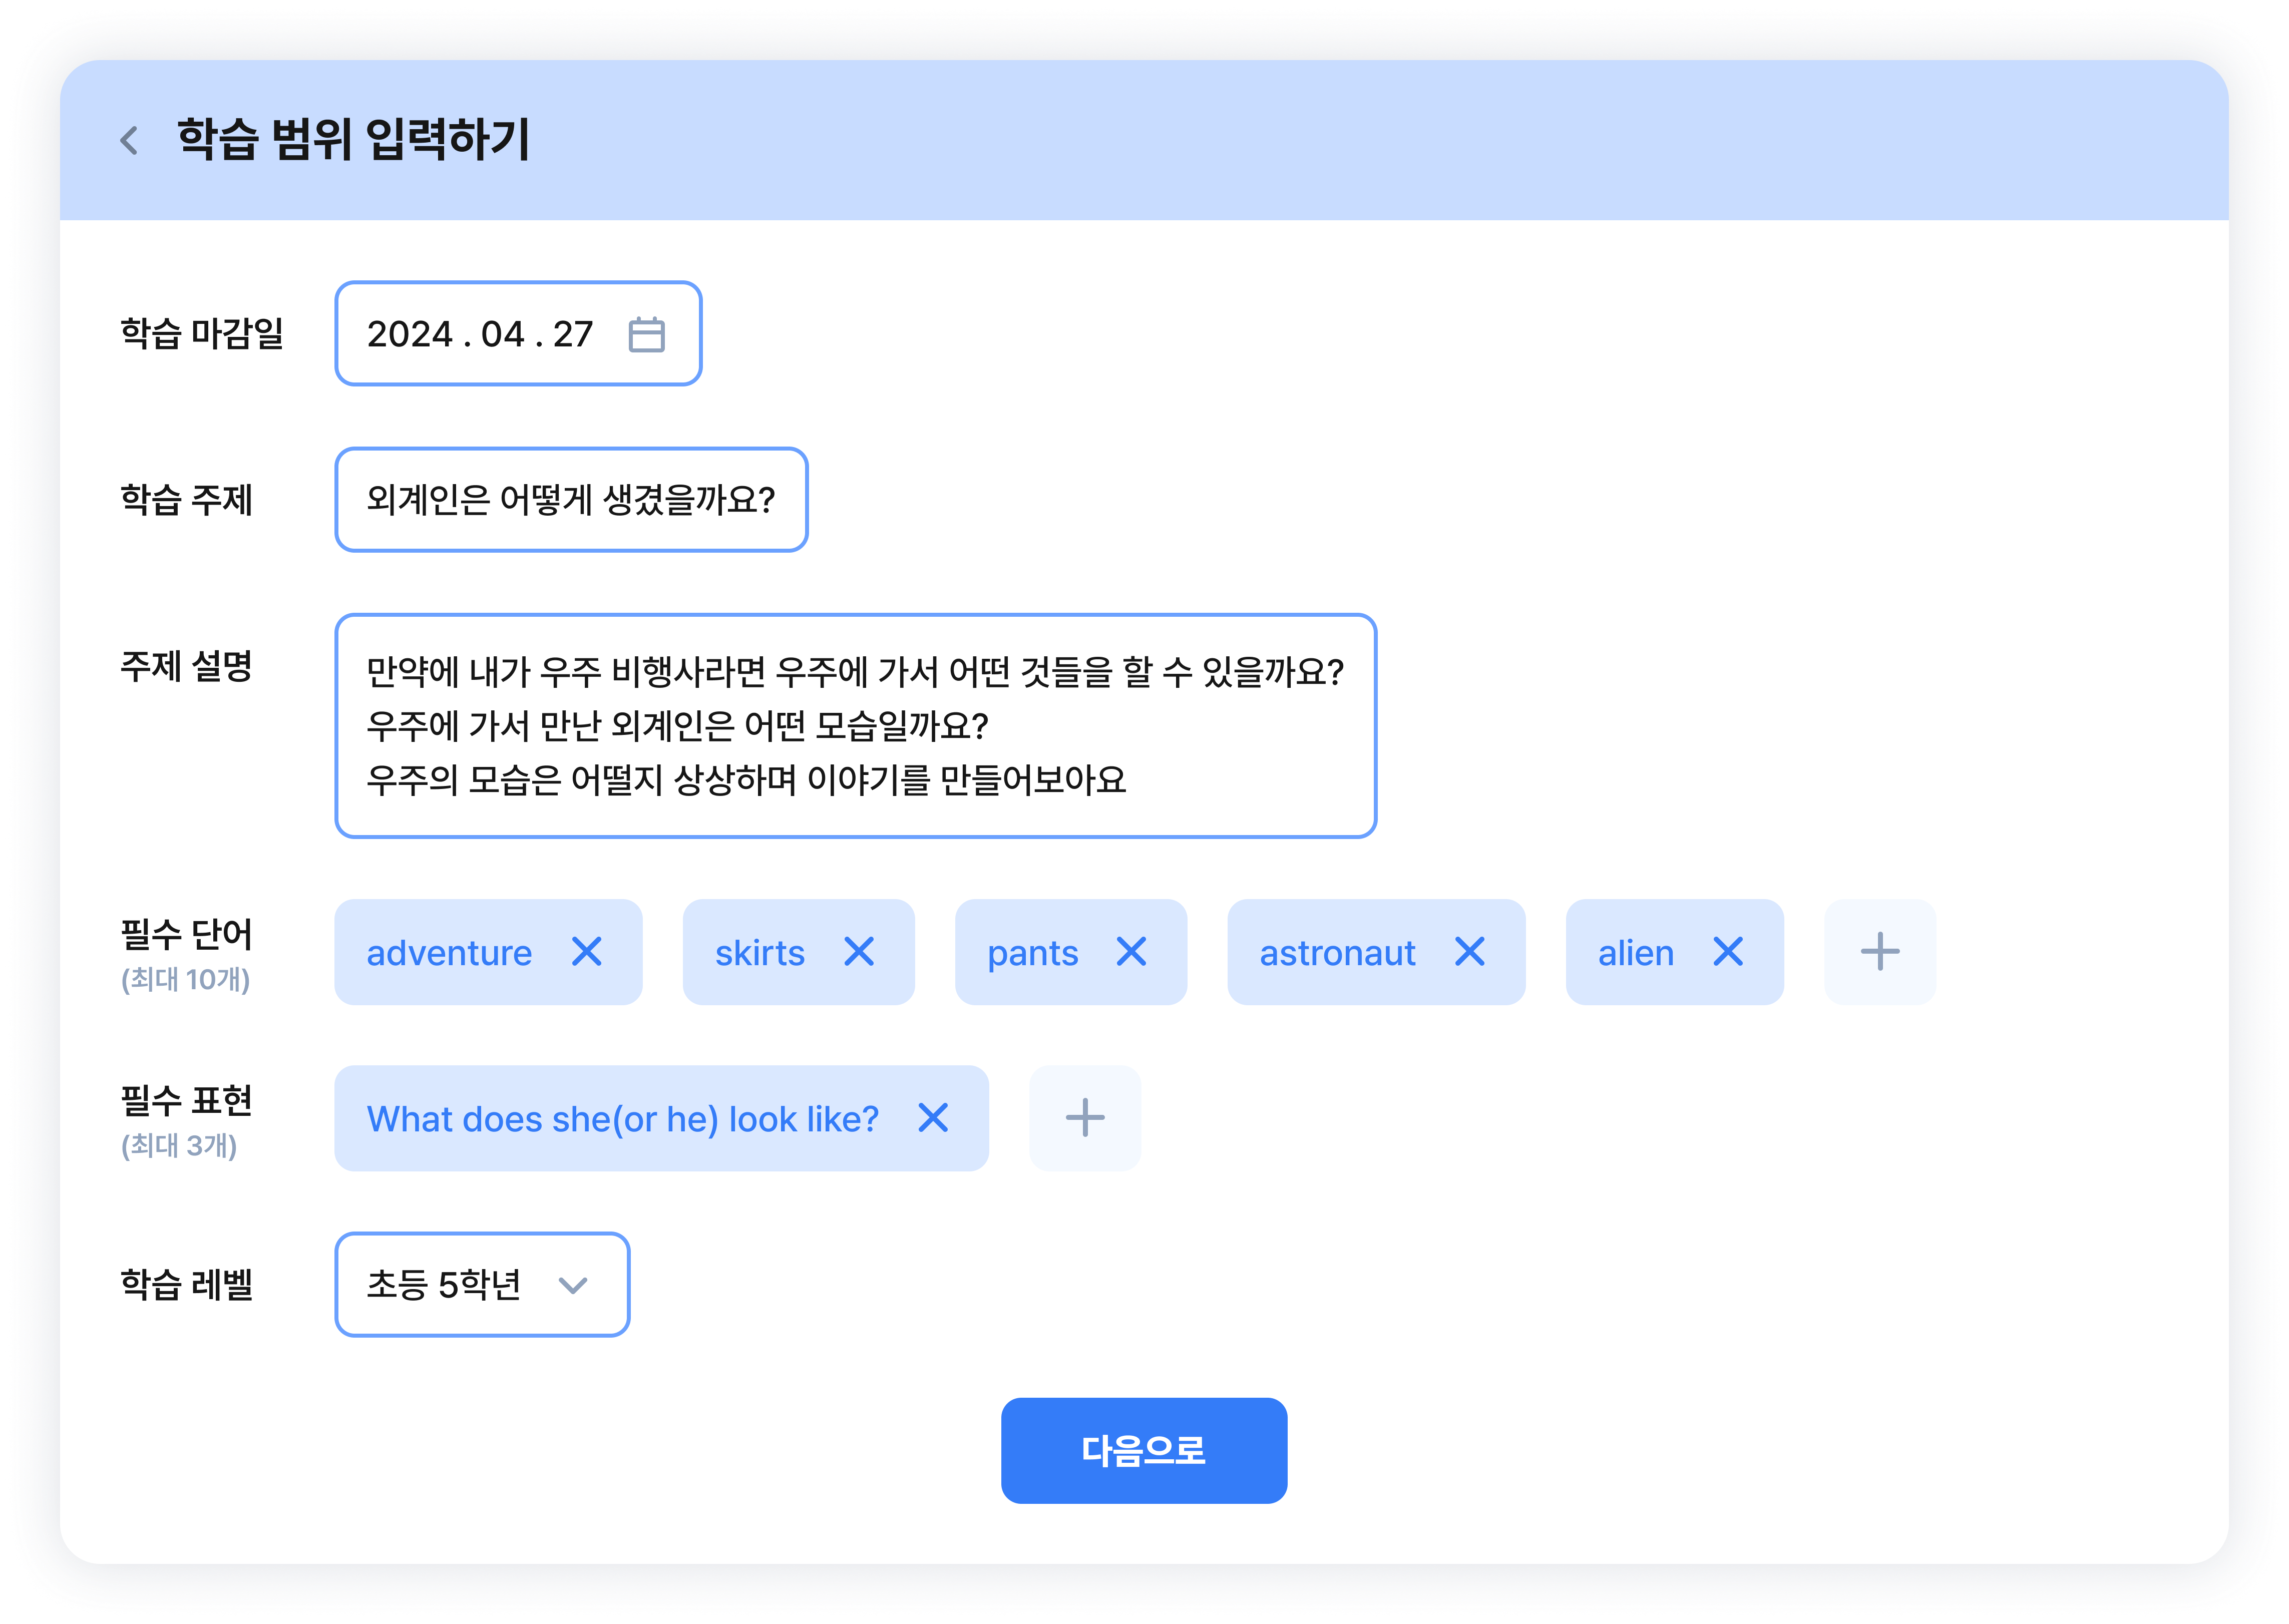 학습 범위 입력하기
학습 마감일
2024 . 04 . 27
학습 주제
외계인은 어떻게 생겼을까요?
주제 설명
만약에 내가 우주 비행사라면 우주에 가서 어떤 것들을 할 수 있을까요?
우주에 가서 만난 외계인은 어떤 모습일까요?
우주의 모습은 어떨지 상상하며 이야기를 만들어보아요
필수 단어
(최대 10개)
adventure skirts pants astronaut alien
필수 표현
(최대 3개)
What does she(or he) look like?
학습 레벨
초등 5학년
다음으로